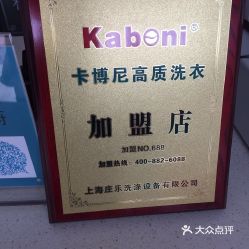 Kaboni
卡博尼高质洗衣
加盟店
加盟NO.688
加盟热线：400-882-6088
上海庄乐洗涤设备有限公司
大众点评